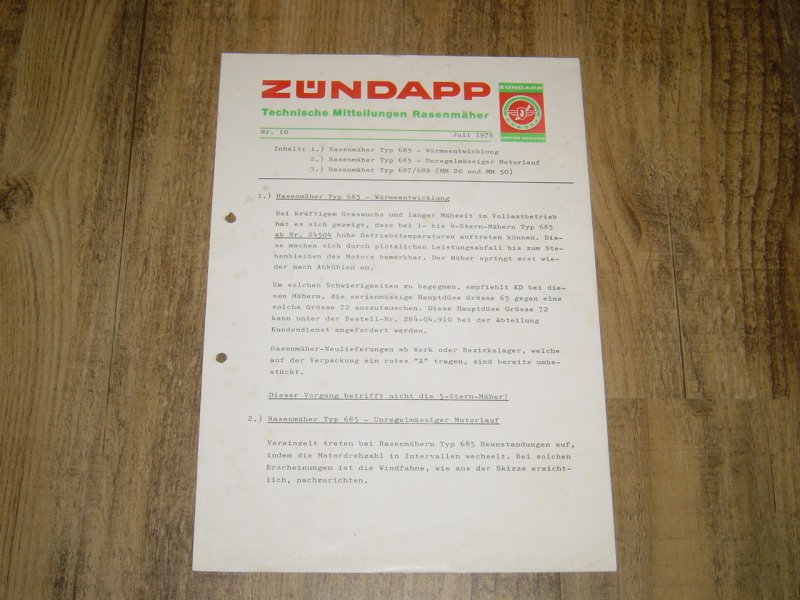 ZÜNDAPP
Technische Mitteilungen Rasenmäher
ZÜNDAPP
MOTOR-SERVICE
Nr. 10 Juli 1976
Inhalt: 1.) Rasenmäher Typ 685 - Wärmeentwicklung
2.) Rasenmäher Typ 685 - Unregelmässiger Motorlauf
3.) Rasenmäher Typ 687/689 (MM 20 und MM 50)
1.) Rasenmäher Typ 685 - Wärmeentwicklung
Bei kräftigem Graswuchs und langer Mähzeit im Vollastbetrieb
hat es sich gezeigt, dass bei 1- bis 4-Stern-Mähern Typ 685
ab Nr. 24504 hohe Betriebstemperaturen auftreten können. Die-
se machen sich durch plötzlichen Leistungsabfall bis zum Ste-
henbleiben des Motors bemerkbar. Der Mäher springt erst wie-
der nach Abkühlen an.
Um solchen Schwierigkeiten zu begegnen, empfiehlt KD bei die-
sen Mähern, die serienmässige Hauptdüse Grösse 65 gegen eine
solche Grösse 72 auszutauschen. Diese Hauptdüse Grösse 72
kann unter der Bestell-Nr. 284-04.910 bei der Abteilung
Kundendienst angefordert werden.
Rasenmäher-Neulieferungen ab Werk oder Bezirkslager, welche
auf der Verpackung ein rotes "X" tragen, sind bereits umbe-
stückt.
Dieser Vorgang betrifft nicht die 5-Stern-Mäher!
2.) Rasenmäher Typ 685 - Unregelmässiger Motorlauf
Vereinzelt treten bei Rasenmähern Typ 685 Beanstandungen auf,
indem die Motordrehzahl in Intervallen wechselt. Bei solchen
Erscheinungen ist die Windfahne, wie aus der Skizze ersicht-
lich, nachzurichten.